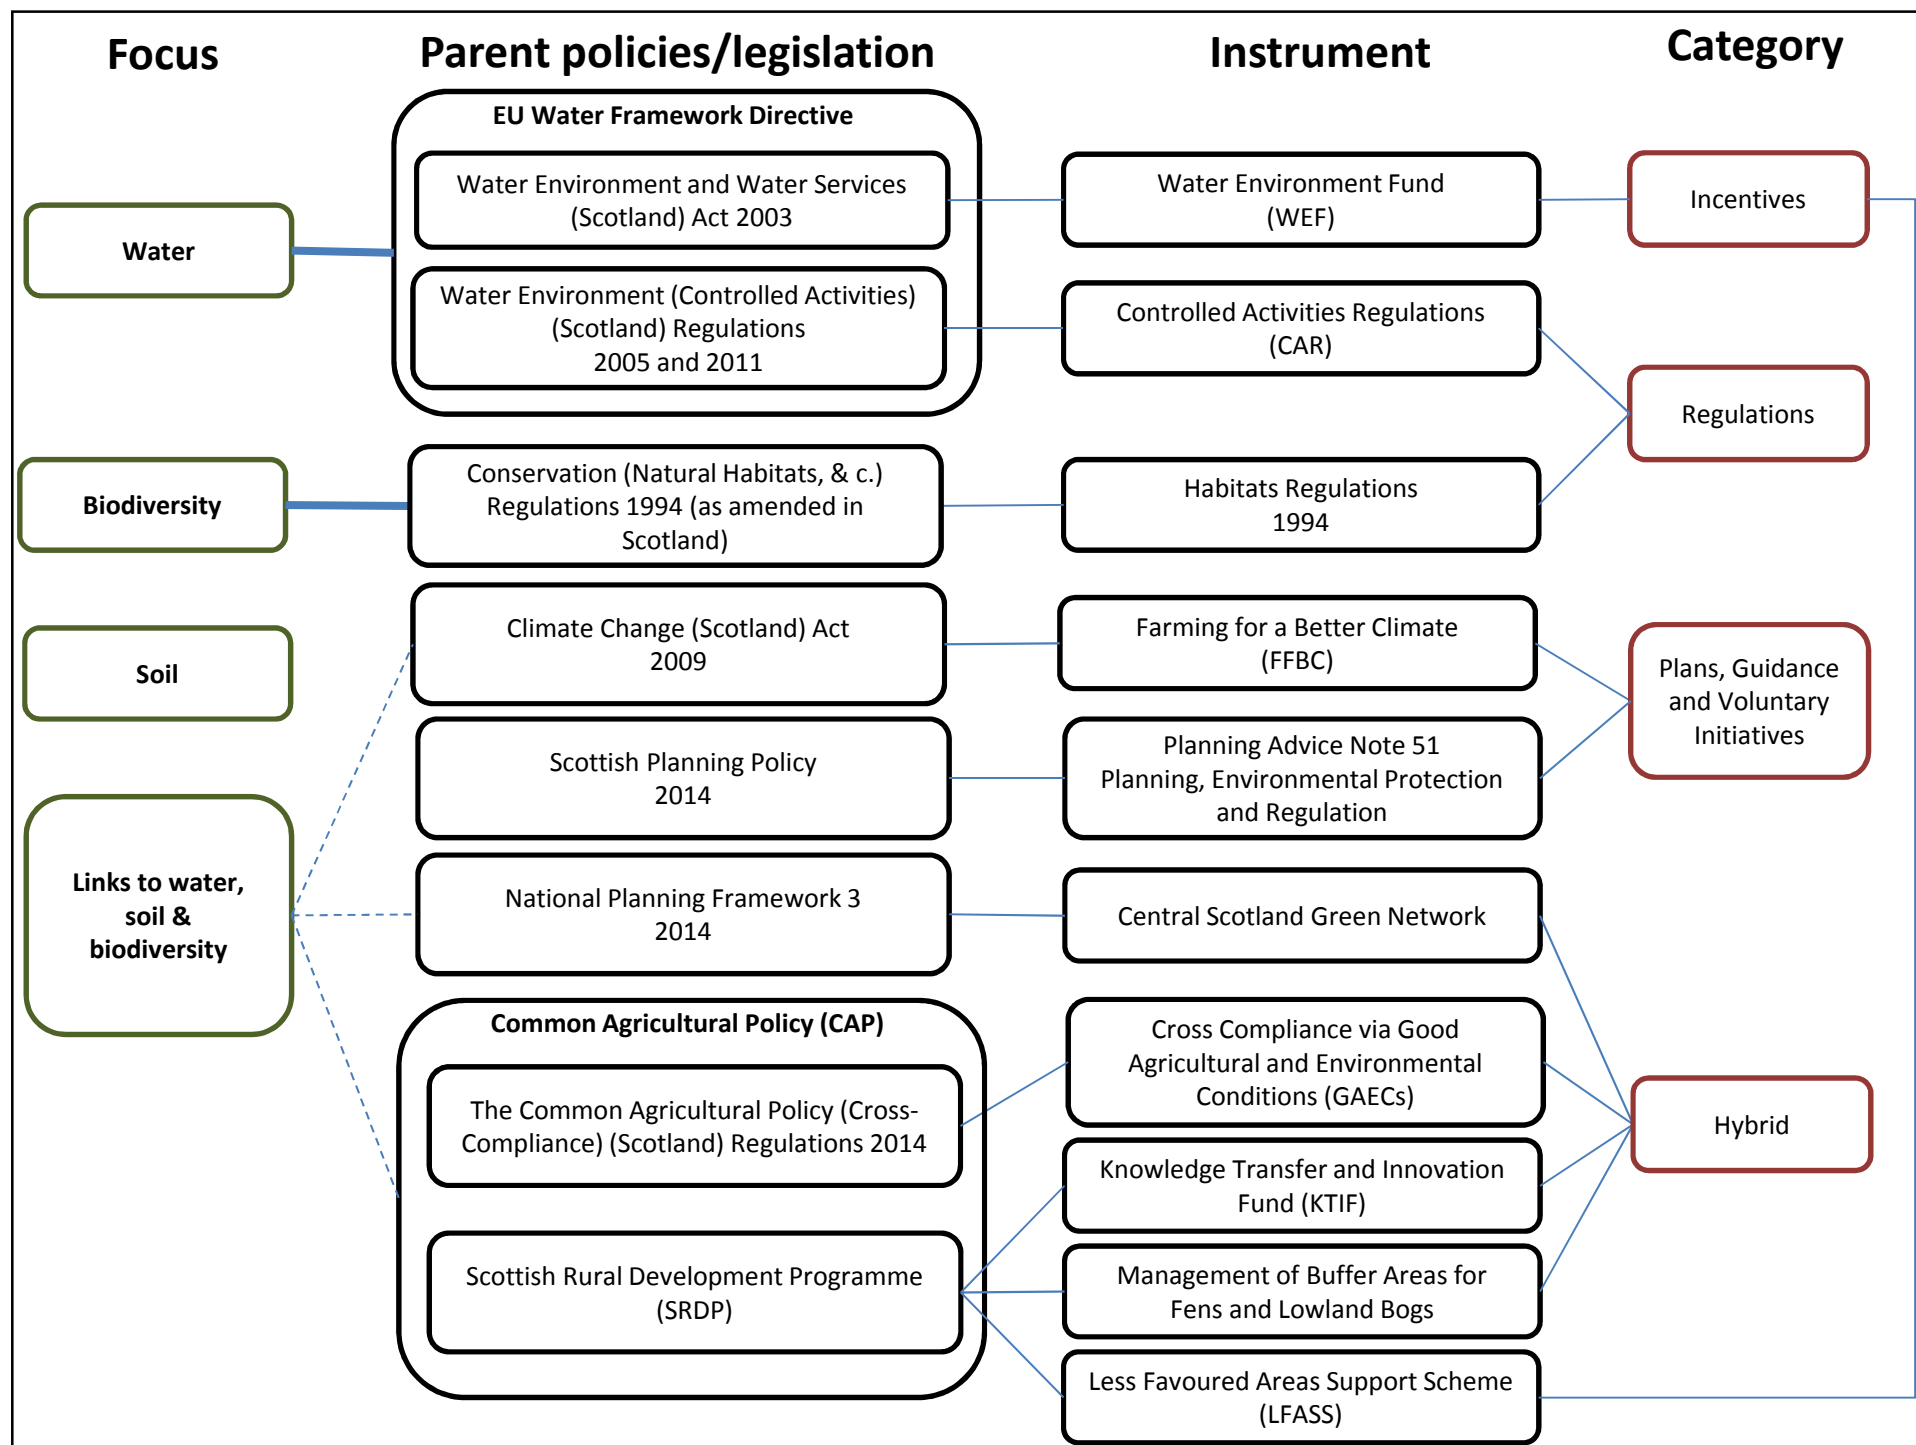 Focus
Parent policies/legislation
Instrument
Category
EU Water Framework Directive
Water
Water Environment and Water Services
(Scotland) Act 2003
Water Environment Fund
(WEF)
Incentives
Water Environment (Controlled Activities)
(Scotland) Regulations
2005 and 2011
Controlled Activities Regulations
(CAR)
Regulations
Biodiversity
Conservation (Natural Habitats, & c.)
Regulations 1994 (as amended in
Scotland)
Habitats Regulations
1994
Soil
Climate Change (Scotland) Act
2009
Farming for a Better Climate
(FFBC)
Plans, Guidance
and Voluntary
Initiatives
Scottish Planning Policy
2014
Planning Advice Note 51
Planning, Environmental Protection
and Regulation
Links to water,
soil &
biodiversity
National Planning Framework 3
2014
Central Scotland Green Network
Common Agricultural Policy (CAP)
The Common Agricultural Policy (Cross-
Compliance) (Scotland) Regulations 2014
Cross Compliance via Good
Agricultural and Environmental
Conditions (GAECs)
Hybrid
Knowledge Transfer and Innovation
Fund (KTIF)
Scottish Rural Development Programme
(SRDP)
Management of Buffer Areas for
Fens and Lowland Bogs
Less Favoured Areas Support Scheme
(LFASS)